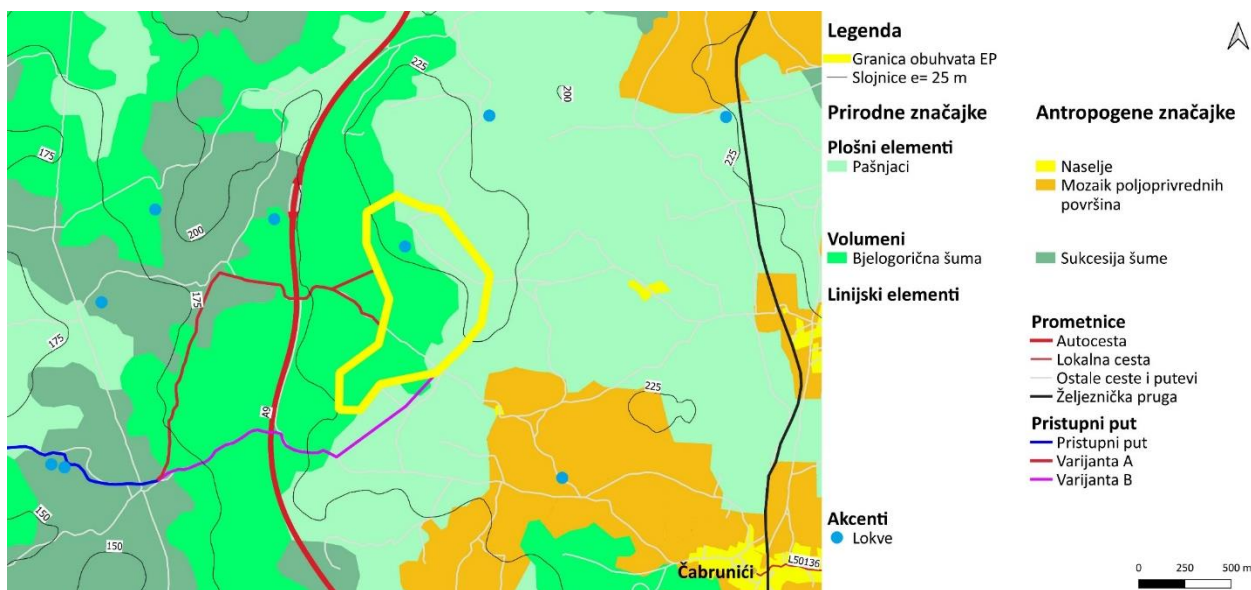 225
200
175
225
200
175
175
A9
225
150
150
Čabrunići
L50136
Legenda
Granica obuhvata EP
Slojnice e= 25 m
Prirodne značajke
Antropogene značajke
Plošni elementi
Pašnjaci
Naselje
Mozaik poljoprivrednih
površina
Volumeni
Bjelogorična šuma
Sukcesija šume
Linijski elementi
Prometnice
Autocesta
Lokalna cesta
Ostale ceste i putevi
Željeznička pruga
Pristupni put
Pristupni put
Varijanta A
Varijanta B
Akcenti
Lokve
0 250 500 m